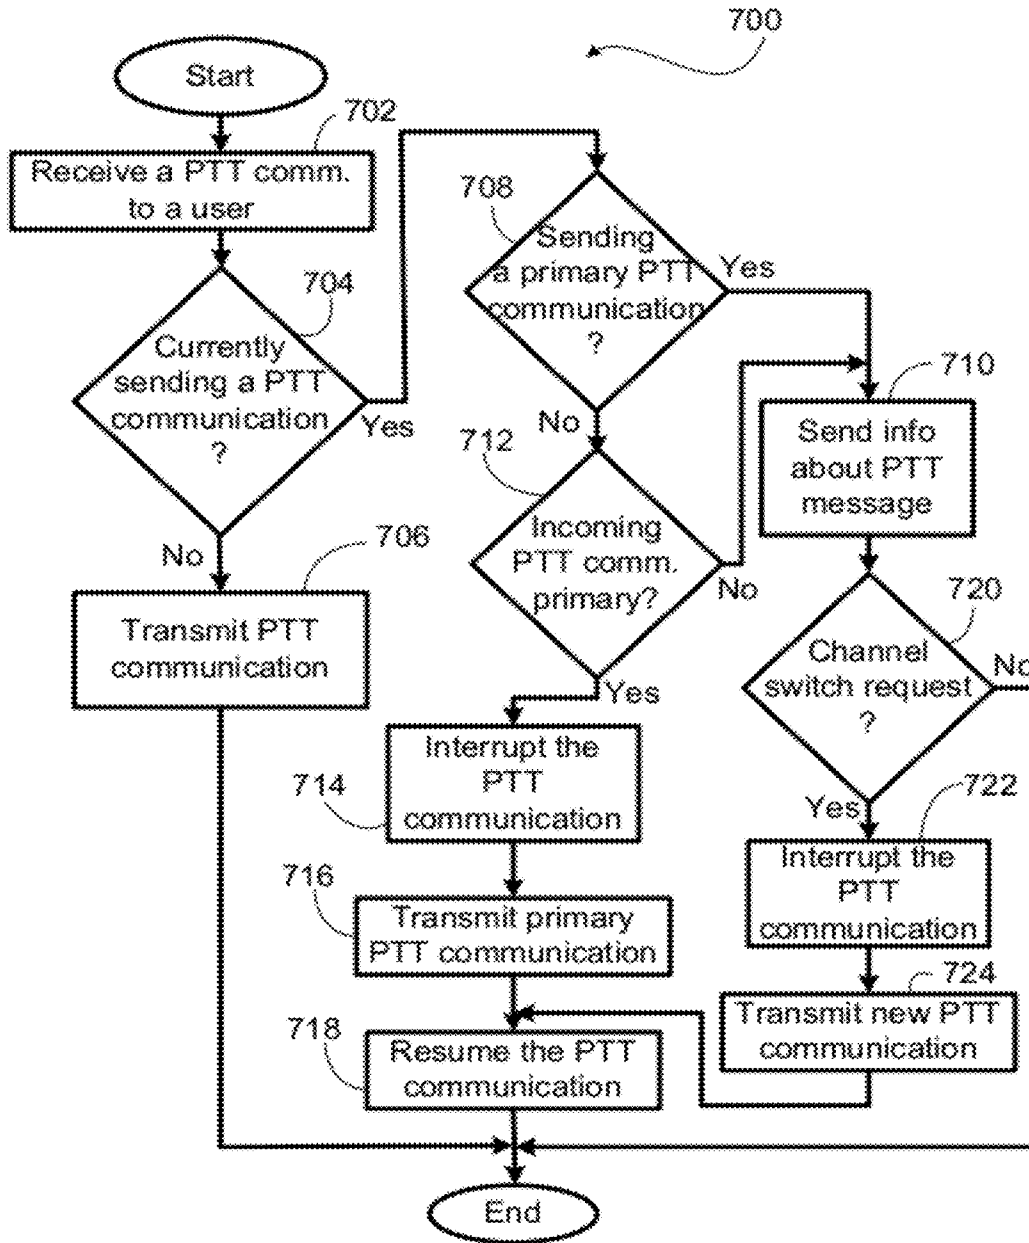 700
Start
702
Receive a PTT comm.
to a user
704
Currently
sending a PTT
communication
?
Yes
No
706
Transmit PTT
communication
708
Sending
a primary PTT
communication
?
Yes
No
710
Send info
about PTT
message
712
Incoming
PTT comm.
primary?
No
Yes
714
Interrupt the
PTT
communication
716
Transmit primary
PTT communication
718
Resume the PTT
communication
720
Channel
switch request
?
No
Yes
722
Interrupt the
PTT
communication
724
Transmit new PTT
communication
End